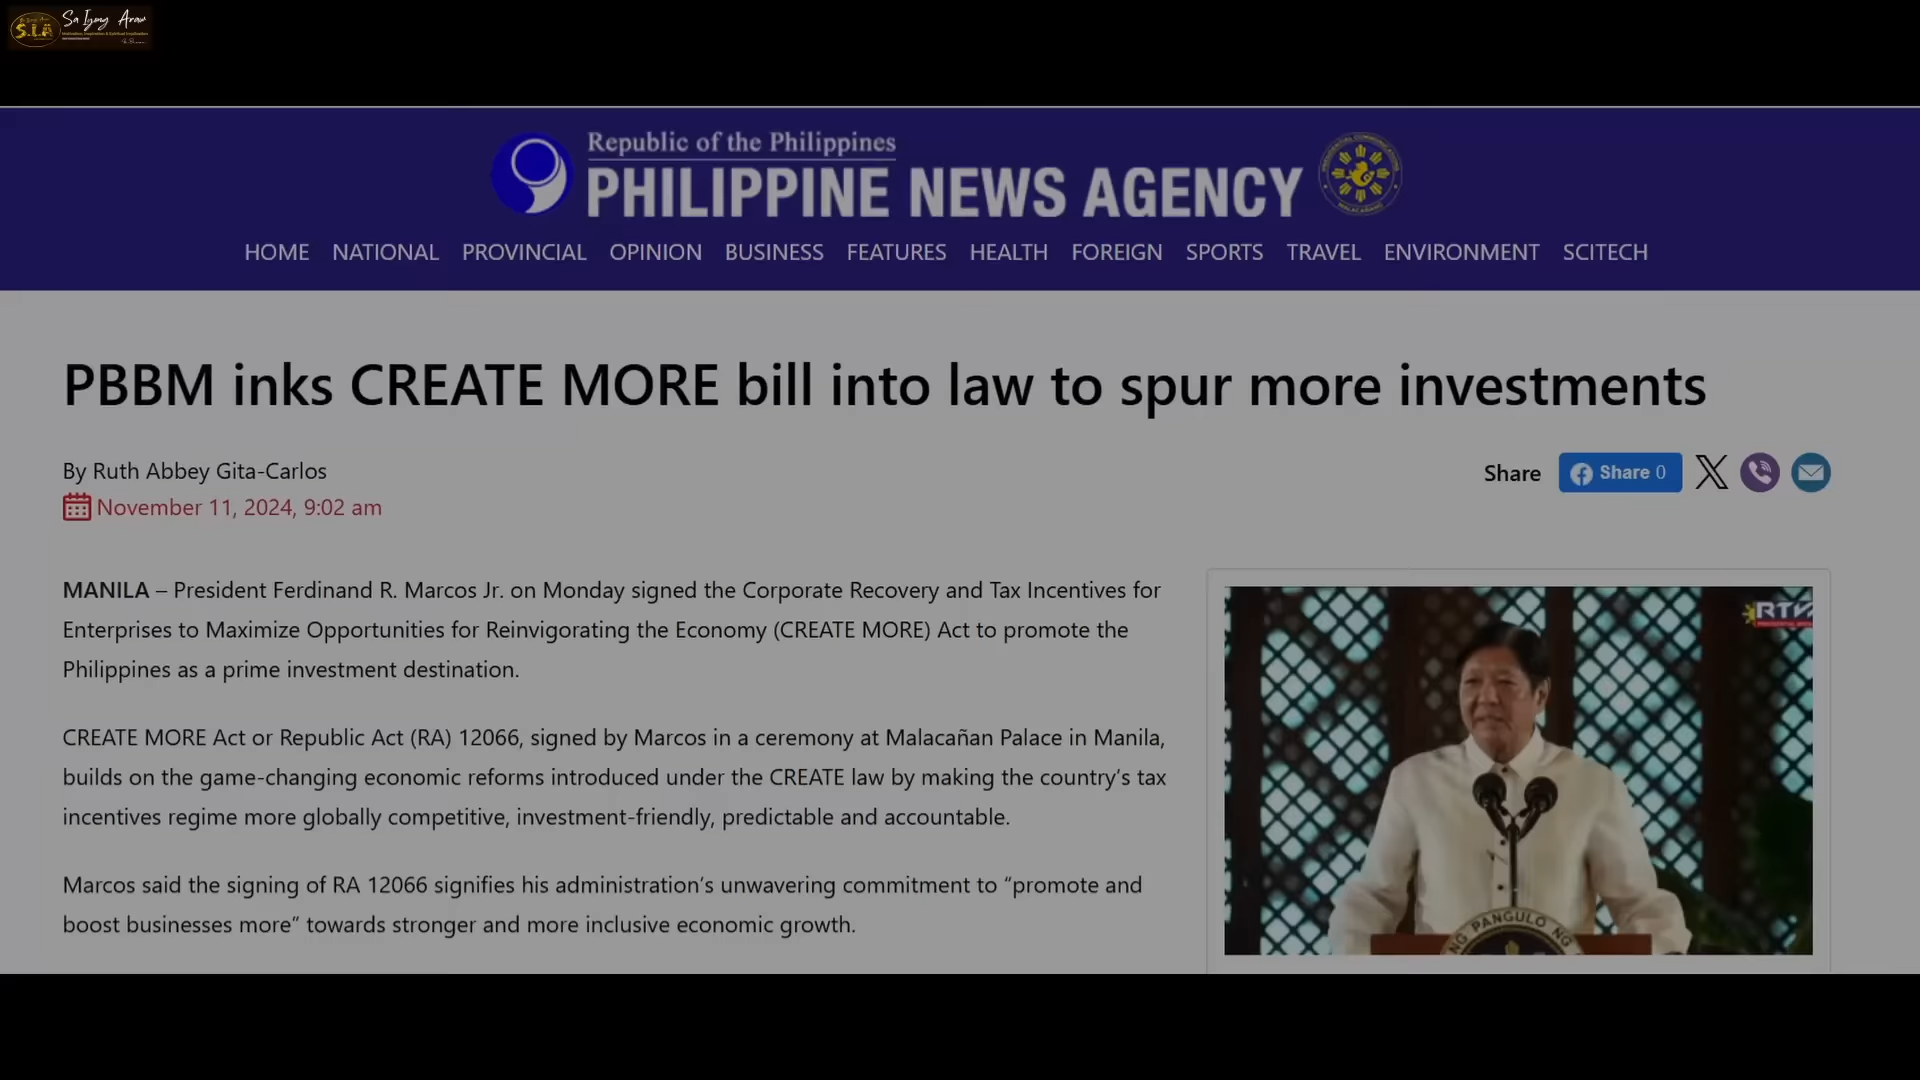 S.I.A
Sa Iyong Araw
Republic of the Philippines
PHILIPPINE NEWS AGENCY
HOME NATIONAL PROVINCIAL OPINION BUSINESS FEATURES HEALTH FOREIGN SPORTS TRAVEL ENVIRONMENT SCITECH
PBBM inks CREATE MORE bill into law to spur more investments
By Ruth Abbey Gita-Carlos
November 11, 2024, 9:02 am
Share
Share 0
MANILA – President Ferdinand R. Marcos Jr. on Monday signed the Corporate Recovery and Tax Incentives for
Enterprises to Maximize Opportunities for Reinvigorating the Economy (CREATE MORE) Act to promote the
Philippines as a prime investment destination.
CREATE MORE Act or Republic Act (RA) 12066, signed by Marcos in a ceremony at Malacañan Palace in Manila,
builds on the game-changing economic reforms introduced under the CREATE law by making the country’s tax
incentives regime more globally competitive, investment-friendly, predictable and accountable.
Marcos said the signing of RA 12066 signifies his administration’s unwavering commitment to “promote and
boost businesses more” towards stronger and more inclusive economic growth.
RTV
NG PANGULO NG